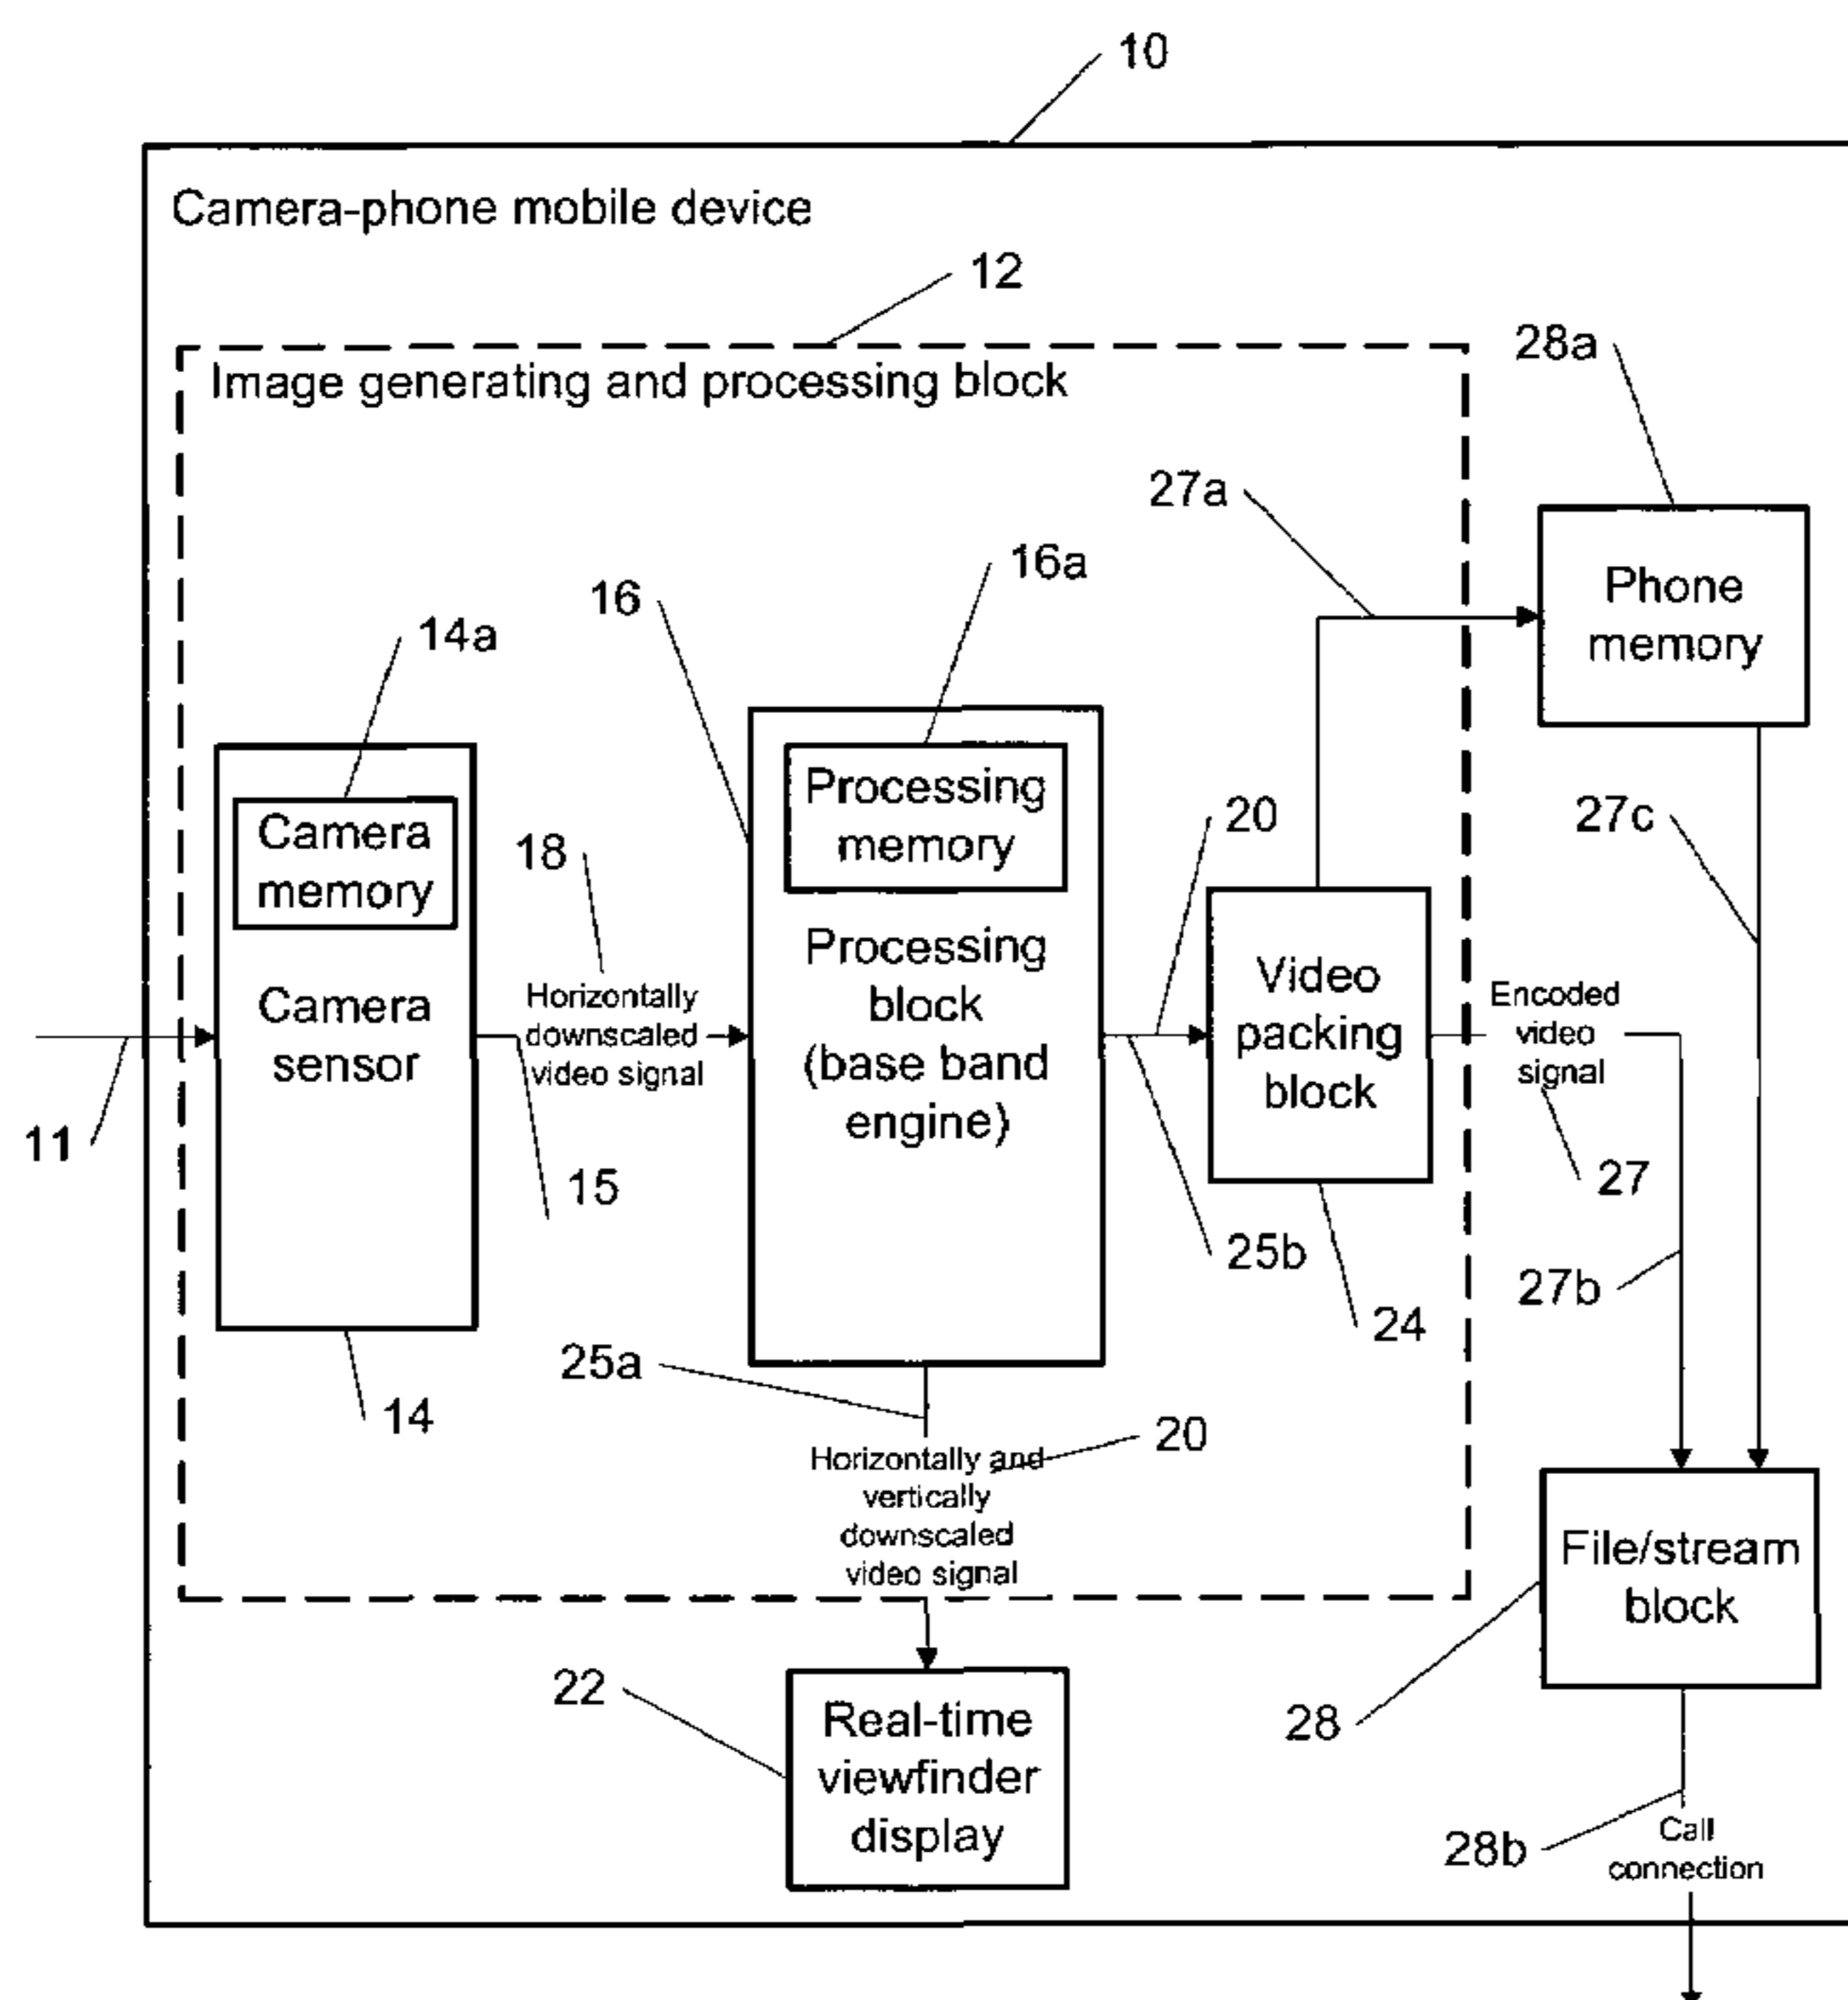 10
Camera-phone mobile device
12
Image generating and processing block
28a
27a
Phone
memory
16a
16
14a
Camera
memory
Camera
sensor
18
Horizontally
downscaled
video signal
15
11
14
Processing
memory
Processing
block
(base band
engine)
20
27c
Video
packing
block
Encoded
video
signal
27
25b
27b
24
25a
20
Horizontally and
vertically
downscaled
video signal
File/stream
block
22
Real-time
viewfinder
display
28
28b
Call
connection